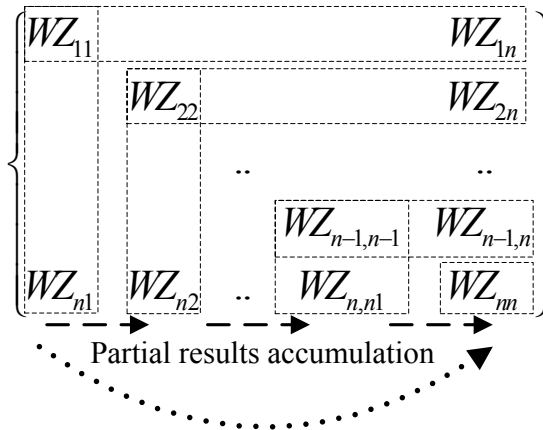 WZ₁₁ WZ₁ₙ
WZ₂₂ WZ₂ₙ
.. ..
WZₙ₋₁,ₙ₋₁ WZₙ₋₁,ₙ
WZₙ₁ WZₙ₂ .. WZₙ,ₙ₁ WZₙₙ
Partial results accumulation